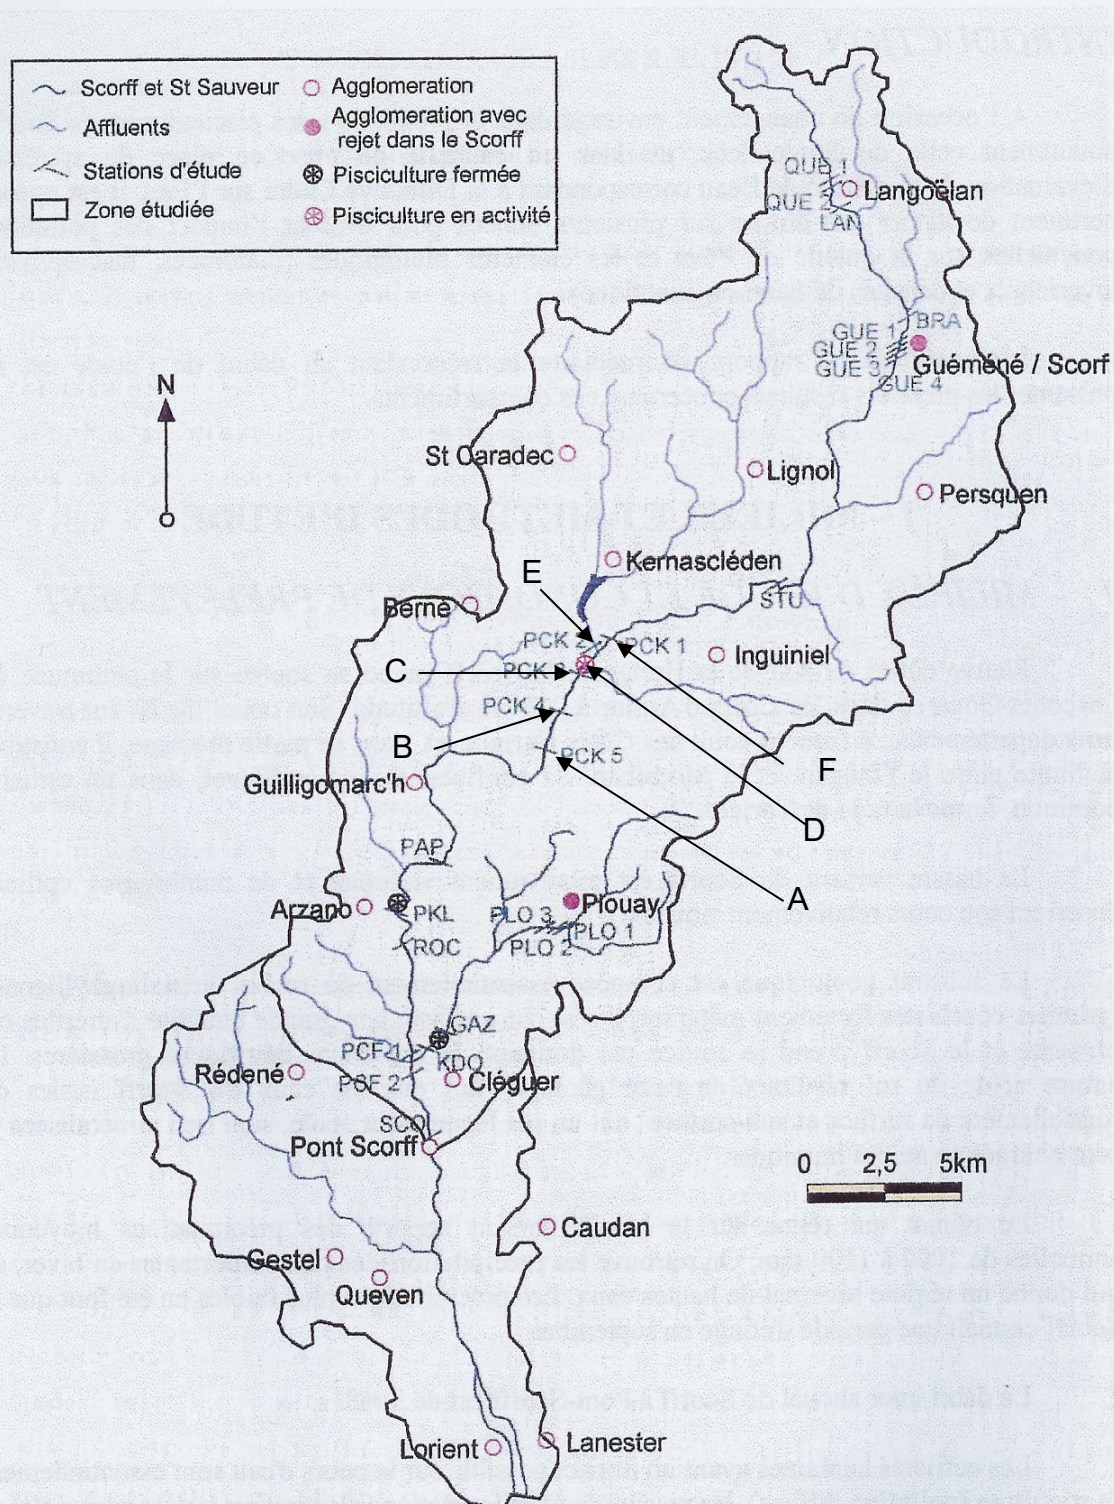 Scorff et St Sauveur
Affluents
Stations d'étude
Zone étudiée
Agglomeration
Agglomeration avec
rejet dans le Scorff
Pisciculture fermée
Pisciculture en activité
QUE 1
Langoëlan
QUE 2
LAN
BRA
GUE 1
GUE 2
Guéméné / Scorf
GUE 3
GUE 4
N
St Caradec
Lignol
Persquen
Kernascléden
E
STU
Berné
PCK 2
PCK 1
Inguiniel
C
PCK 3
PCK 4
B
PCK 5
F
Guilligomarc'h
D
PAP
A
Arzano
PKL
PLO 3
Plouay
PLO 1
ROC
PLO 2
GAZ
PCF 1
KDO
Rédené
PCF 2
Cléguer
SCO
Pont Scorff
0 2,5 5km
Caudan
Gestel
Queven
Lorient
Lanester